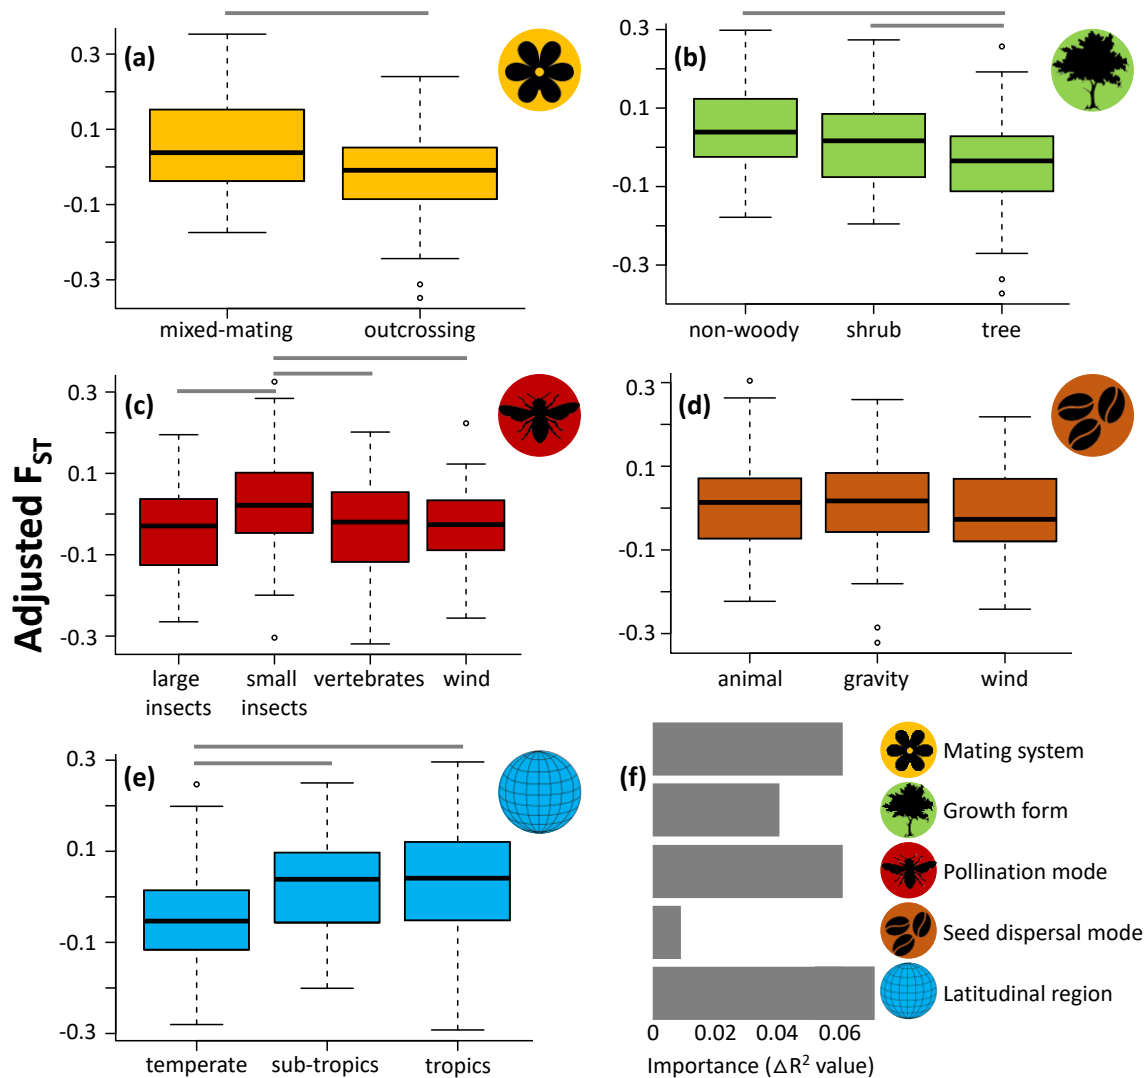 Adjusted F_ST
(a)
0.3
0.1
-0.1
-0.3
mixed-mating outcrossing
(b)
0.3
0.1
-0.1
-0.3
non-woody shrub tree
(c)
0.3
0.1
-0.1
-0.3
large small vertebrates wind
insects insects
(d)
0.3
0.1
-0.1
-0.3
animal gravity wind
(e)
0.3
0.1
-0.1
-0.3
temperate sub-tropics tropics
(f)
Mating system
Growth form
Pollination mode
Seed dispersal mode
Latitudinal region
0 0.02 0.04 0.06
Importance (△R² value)